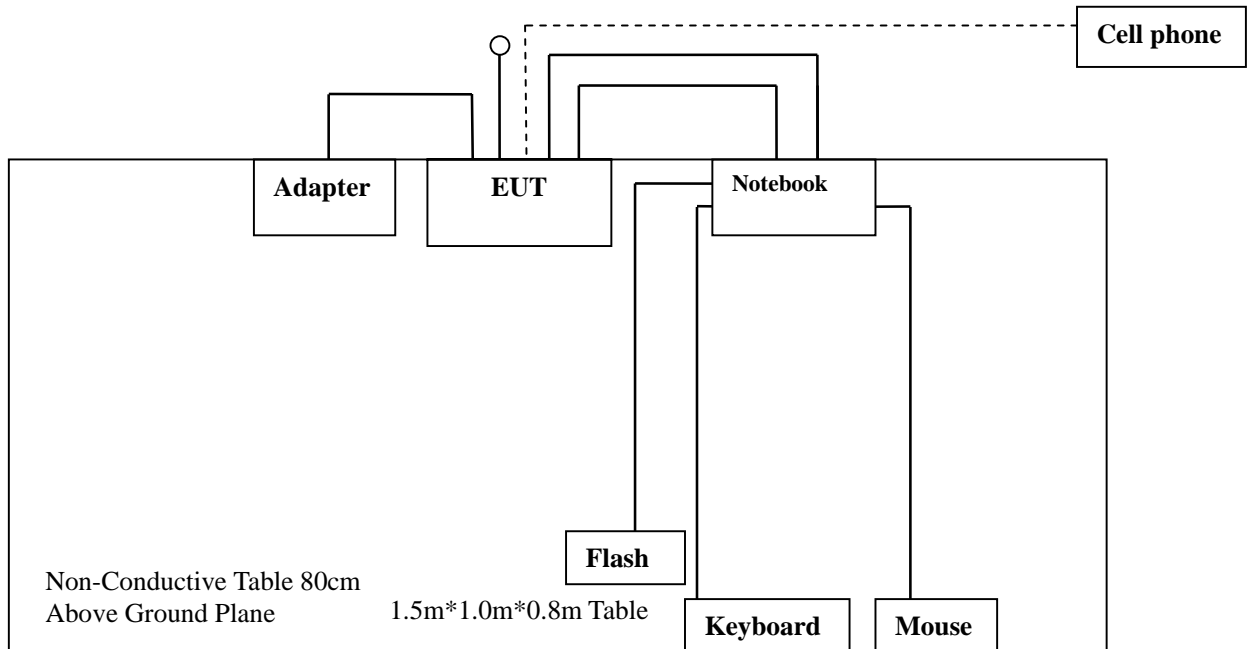 Cell phone
Adapter
EUT
Notebook
Flash
Non-Conductive Table 80cm
Above Ground Plane
1.5m*1.0m*0.8m Table
Keyboard
Mouse